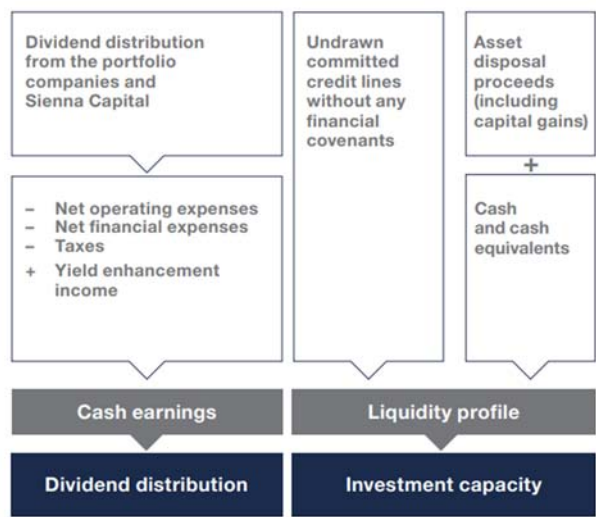 Dividend distribution
from the portfolio
companies and
Sienna Capital
– Net operating expenses
– Net financial expenses
– Taxes
+ Yield enhancement
income
Undrawn
committed
credit lines
without any
financial
covenants
Asset
disposal
proceeds
(including
capital gains)
+
Cash
and cash
equivalents
Cash earnings
Liquidity profile
Dividend distribution
Investment capacity